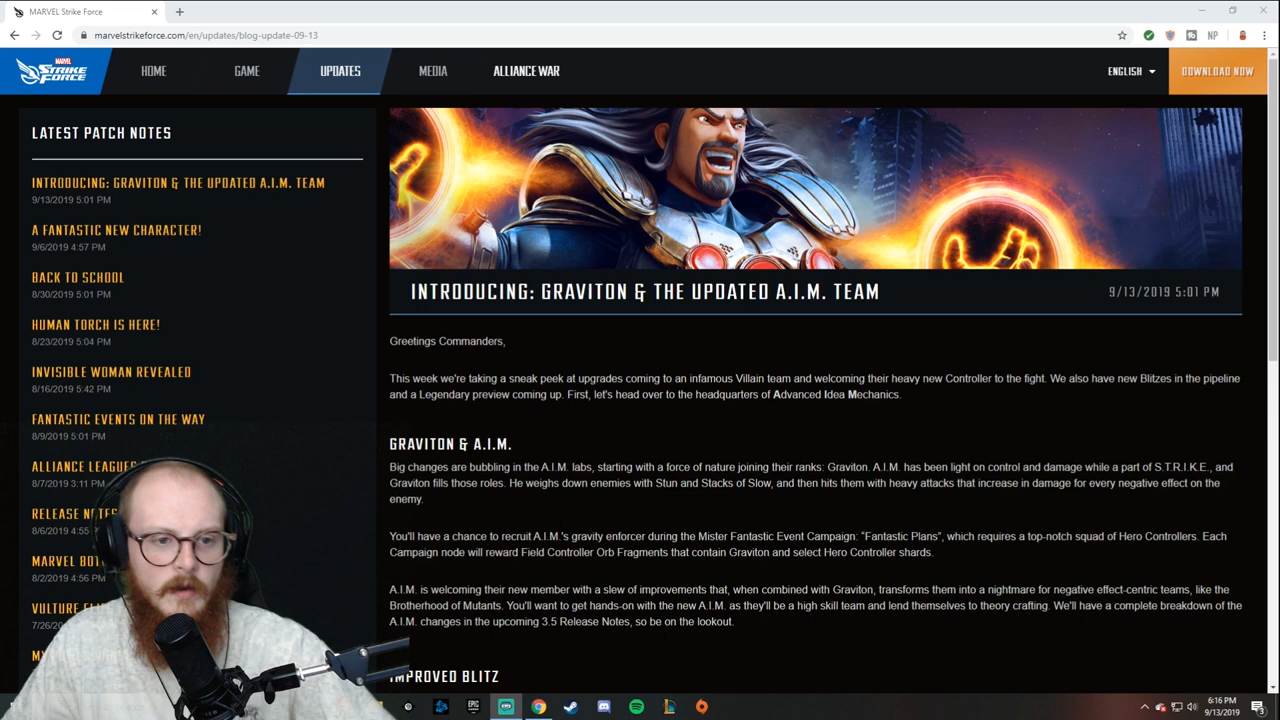 MARVEL Strike Force
marvelstrikeforce.com/en/updates/blog-update-09-13
NP
MARVEL
STRIKE
FORCE
HOME
GAME
UPDATES
MEDIA
ALLIANCE WAR
ENGLISH
DOWNLOAD NOW
LATEST PATCH NOTES
INTRODUCING: GRAVITON & THE UPDATED A.I.M. TEAM
9/13/2019 5:01 PM
A FANTASTIC NEW CHARACTER!
9/6/2019 4:57 PM
BACK TO SCHOOL
8/30/2019 5:01 PM
HUMAN TORCH IS HERE!
8/23/2019 5:04 PM
INVISIBLE WOMAN REVEALED
8/16/2019 5:42 PM
FANTASTIC EVENTS ON THE WAY
8/9/2019 5:01 PM
ALLIANCE LEAGUES
8/7/2019 3:11 PM
RELEASE NOTES
8/6/2019 4:55
MARVEL
8/2/2019 4:56 PM
VULTURE
INTRODUCING: GRAVITON & THE UPDATED A.I.M. TEAM
9/13/2019 5:01 PM
Greetings Commanders,
This week we're taking a sneak peek at upgrades coming to an infamous Villain team and welcoming their heavy new Controller to the fight. We also have new Blitzes in the pipeline
and a Legendary preview coming up. First, let's head over to the headquarters of Advanced Idea Mechanics.
GRAVITON & A.I.M.
Big changes are bubbling in the A.I.M. labs, starting with a force of nature joining their ranks: Graviton. A.I.M. has been light on control and damage while a part of S.T.R.I.K.E., and
Graviton fills those roles. He weighs down enemies with Stun and Stacks of Slow, and then hits them with heavy attacks that increase in damage for every negative effect on the
enemy.
You'll have a chance to recruit A.I.M.'s gravity enforcer during the Mister Fantastic Event Campaign: "Fantastic Plans", which requires a top-notch squad of Hero Controllers. Each
Campaign node will reward Field Controller Orb Fragments that contain Graviton and select Hero Controller shards.
A.I.M. is welcoming their new member with a slew of improvements that, when combined with Graviton, transforms them into a nightmare for negative effect-centric teams, like the
Brotherhood of Mutants. You'll want to get hands-on with the new A.I.M. as they'll be a high skill team and lend themselves to theory crafting. We'll have a complete breakdown of the
A.I.M. changes in the upcoming 3.5 Release Notes, so be on the lookout.
IMPROVED BLITZ
EPIC
6:16 PM
9/13/2019
3